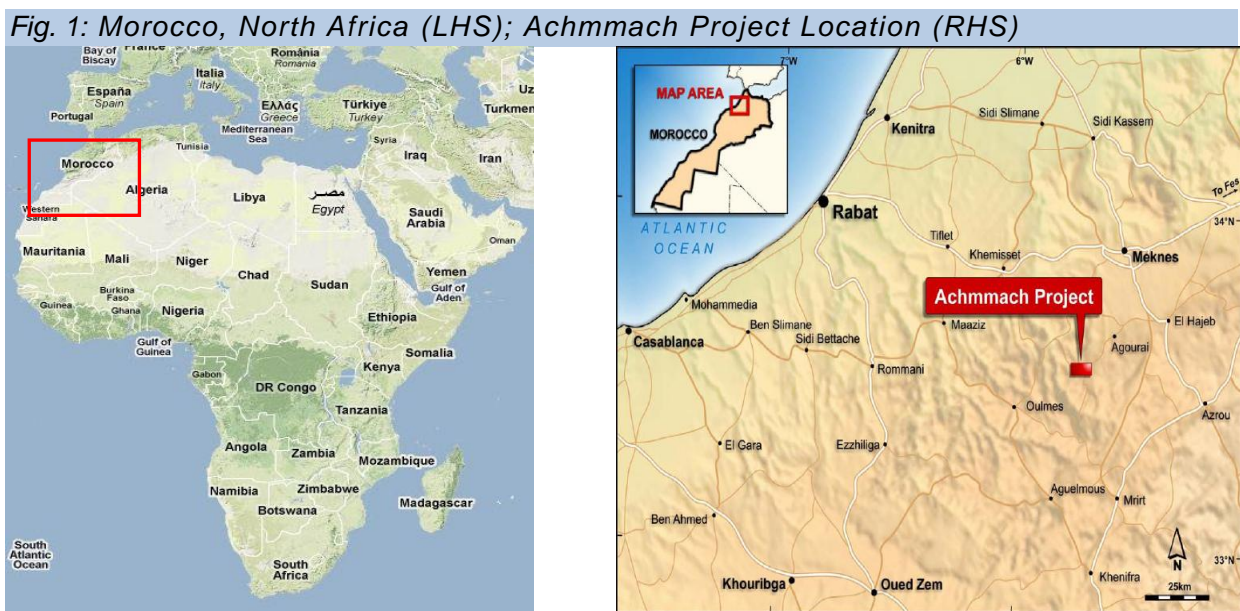 Fig. 1: Morocco, North Africa (LHS); Achmmach Project Location (RHS)
Bay of
Biscay
France
România
Romania
Italia
Italy
España
Spain
Portugal
Ελλάς
Greece
Türkiye
Turkey
Uz
Turkmen
Mediterranean
Sea
Tunisia
Syria
Iraq
Iran
Morocco
Algeria
Libya
مصر
Egypt
Western
Sahara
Saudi
Arabia
Oman
Mauritania
Mali
Niger
Chad
Sudan
Yemen
Gulf of
Aden
Burkina
Faso
Guinea
Ghana
Nigeria
Ethiopia
Gulf of
Guinea
Somalia
Gabon
Kenya
DR Congo
Tanzania
Angola
Zambia
Mozambique
Namibia
Zimbabwe
Madagascar
Botswana
South
Atlantic
Ocean
South
Africa
7°W
6°W
MAP AREA
MOROCCO
Kenitra
Sidi Slimane
Sidi Kassem
To Fes
Rabat
34°N
ATLANTIC
OCEAN
Tiflet
Khemisset
Meknes
Achmmach Project
Mohammedia
Casablanca
Ben Slimane
Sidi Bettache
Maaziz
El Hajeb
Agourai
Rommani
Oulmes
Azrou
El Gara
Ezzhiliga
Aguelmous
Mrirt
Ben Ahmed
N
33°N
Khouribga
Oued Zem
Khenifra
25km